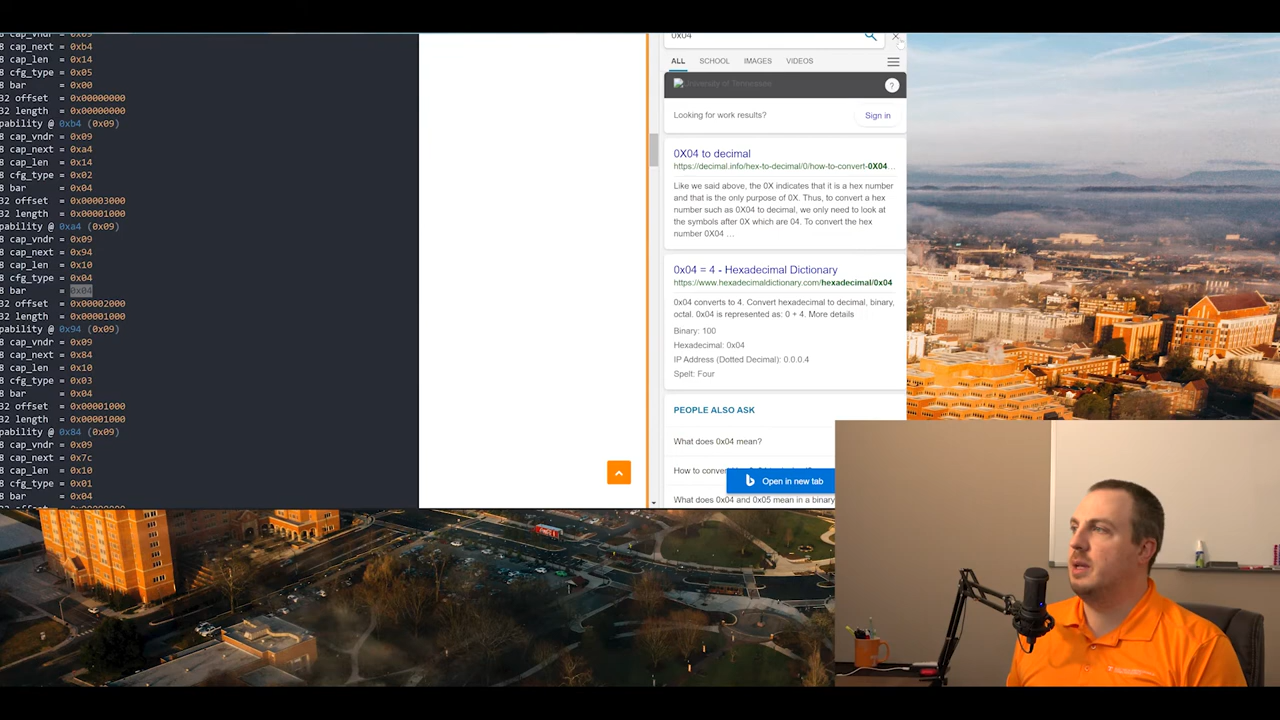 8 cap_vndr = 0x09
8 cap_next = 0xb4
8 cap_len = 0x14
8 cfg_type = 0x05
8 bar = 0x00
32 offset = 0x00000000
32 length = 0x00000000
pability @ 0xb4 (0x09)
8 cap_vndr = 0x09
8 cap_next = 0xa4
8 cap_len = 0x14
8 cfg_type = 0x02
8 bar = 0x04
32 offset = 0x00003000
32 length = 0x00001000
pability @ 0xa4 (0x09)
8 cap_vndr = 0x09
8 cap_next = 0x94
8 cap_len = 0x10
8 cfg_type = 0x04
8 bar = 0x04
32 offset = 0x00002000
32 length = 0x00001000
pability @ 0x94 (0x09)
8 cap_vndr = 0x09
8 cap_next = 0x84
8 cap_len = 0x10
8 cfg_type = 0x03
8 bar = 0x04
32 offset = 0x00001000
32 length = 0x00001000
pability @ 0x84 (0x09)
8 cap_vndr = 0x09
8 cap_next = 0x7c
8 cap_len = 0x10
8 cfg_type = 0x01
8 bar = 0x04
0x04
ALL SCHOOL IMAGES VIDEOS
University of Tennessee
?
Looking for work results? Sign in
0X04 to decimal
https://decimal.info/hex-to-decimal/0/how-to-convert-0X04...
Like we said above, the 0X indicates that it is a hex number
and that is the only purpose of 0X. Thus, to convert a hex
number such as 0X04 to decimal, we only need to look at
the symbols after 0X which are 04. To convert the hex
number 0X04 ...
0x04 = 4 - Hexadecimal Dictionary
https://www.hexadecimaldictionary.com/hexadecimal/0x04
0x04 converts to 4. Convert hexadecimal to decimal, binary,
octal. 0x04 is represented as: 0 + 4. More details
Binary: 100
Hexadecimal: 0x04
IP Address (Dotted Decimal): 0.0.0.4
Spelt: Four
PEOPLE ALSO ASK
What does 0x04 mean?
How to conver
Open in new tab
What does 0x04 and 0x05 mean in a binary